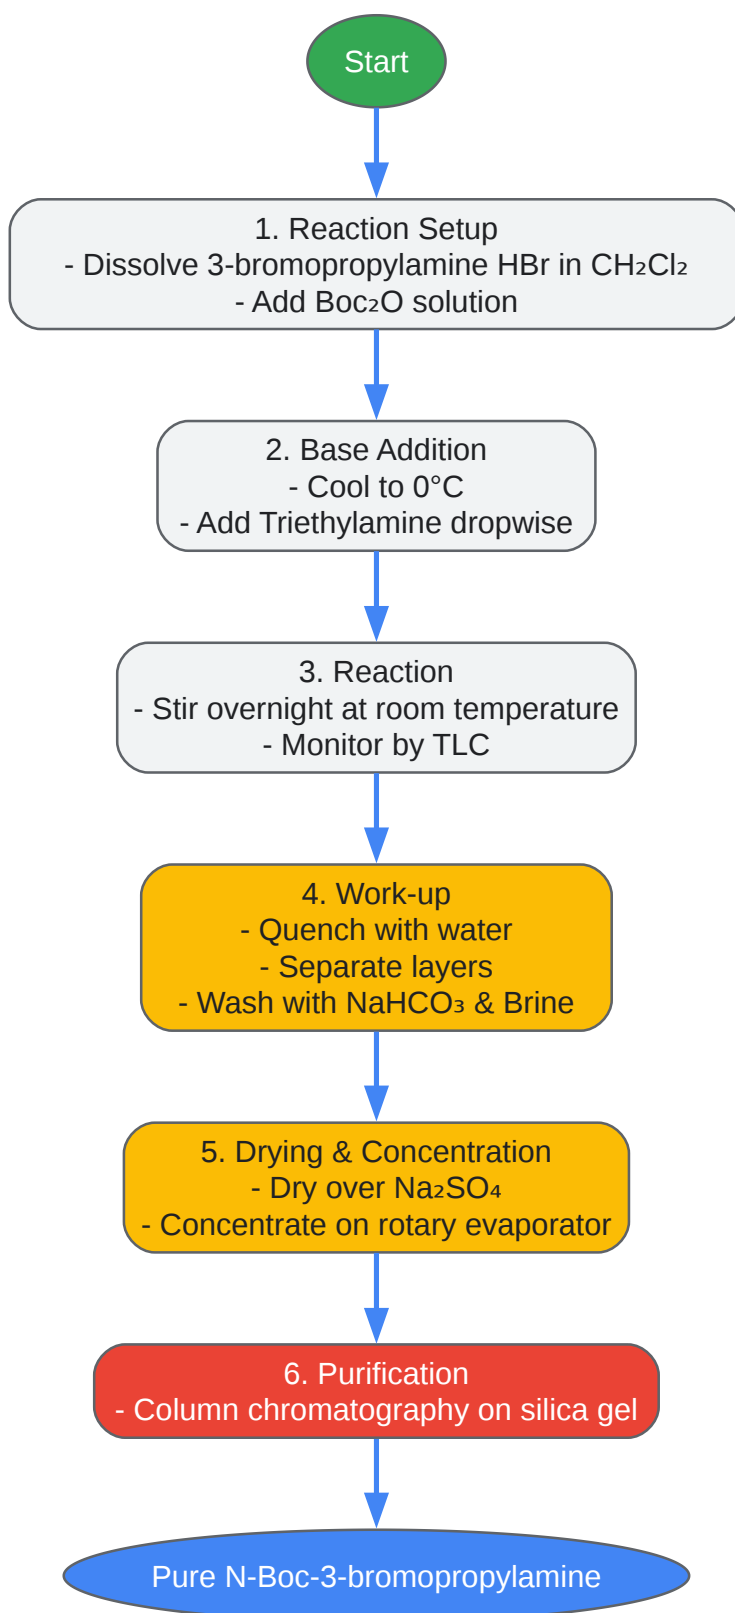 Start
1. Reaction Setup
- Dissolve 3-bromopropylamine HBr in CH₂Cl₂
- Add Boc₂O solution
2. Base Addition
- Cool to 0°C
- Add Triethylamine dropwise
3. Reaction
- Stir overnight at room temperature
- Monitor by TLC
4. Work-up
- Quench with water
- Separate layers
- Wash with NaHCO₃ & Brine
5. Drying & Concentration
- Dry over Na₂SO₄
- Concentrate on rotary evaporator
6. Purification
- Column chromatography on silica gel
Pure N-Boc-3-bromopropylamine